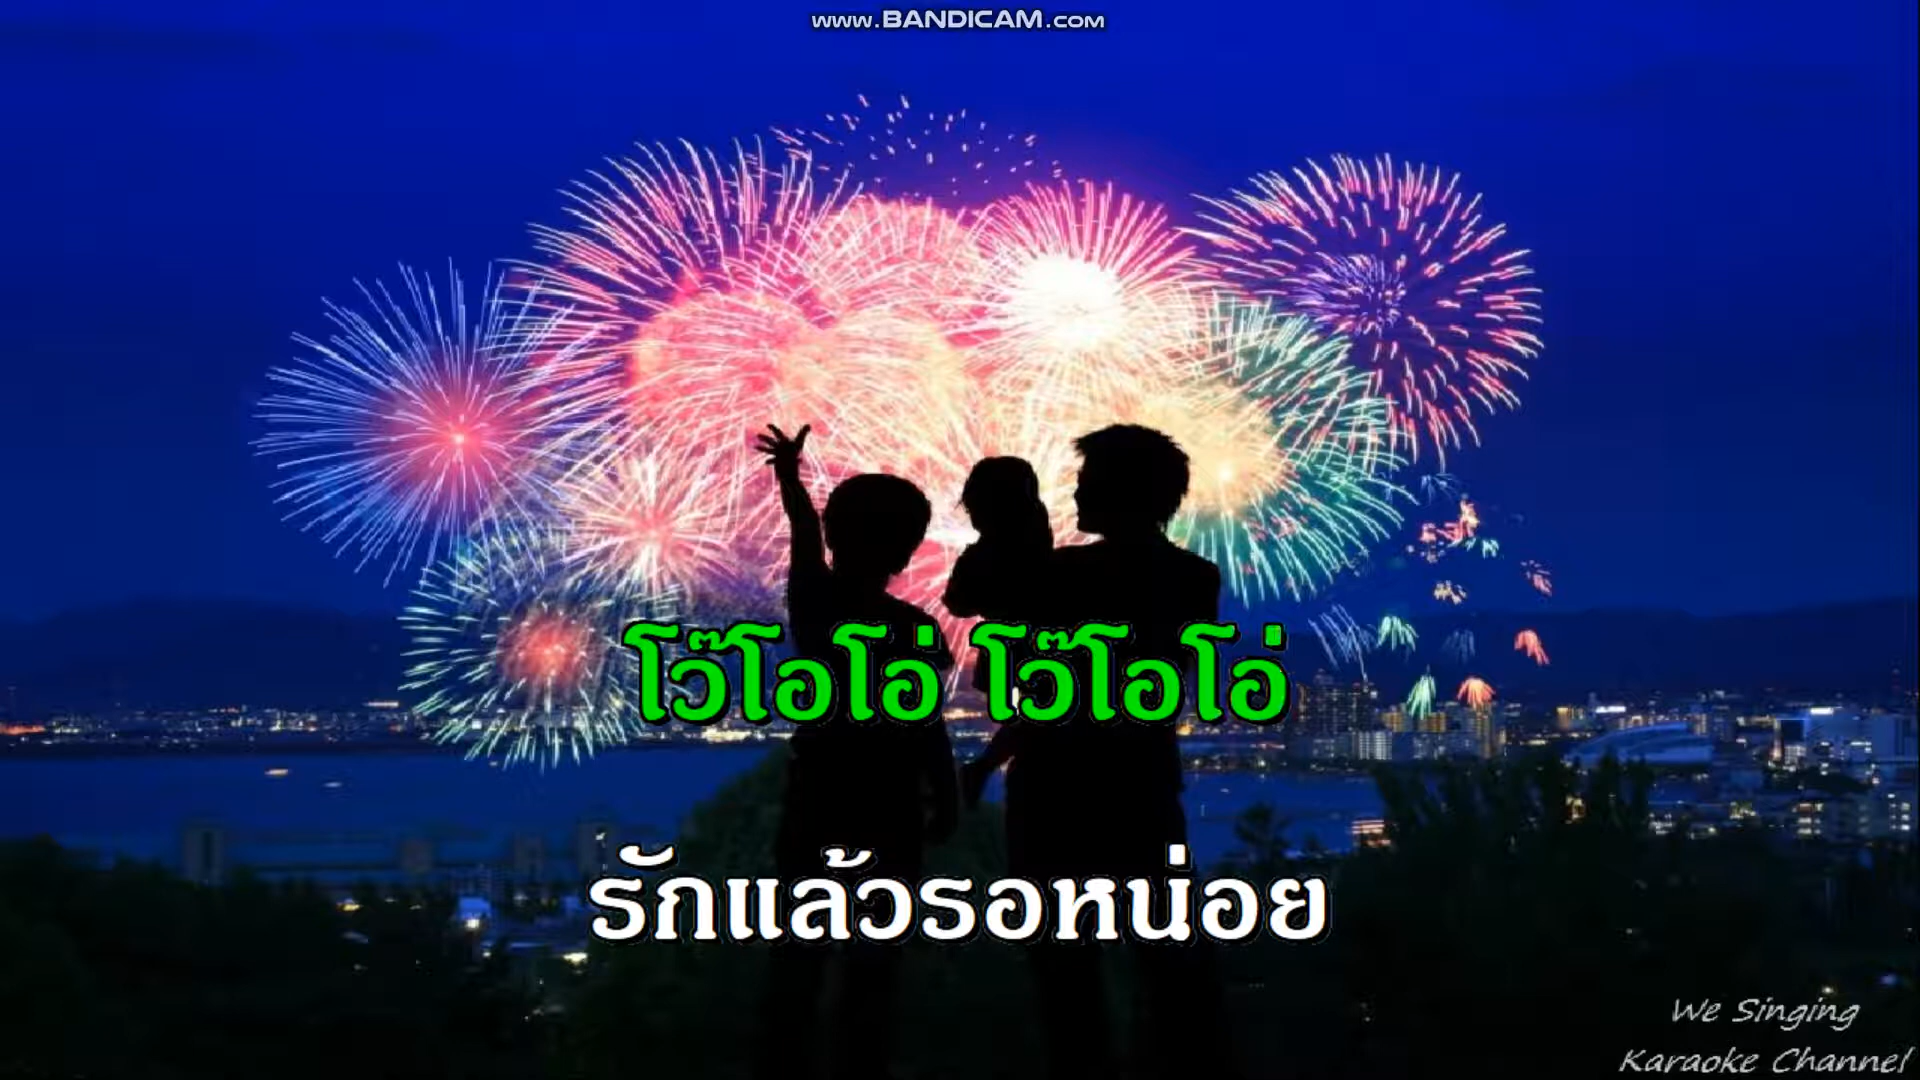 www.BANDICAM.com
โว๊โอโอ่ โว๊โอโอ่
รักแล้วรอหน่อย
We Singing
Karaoke Channel